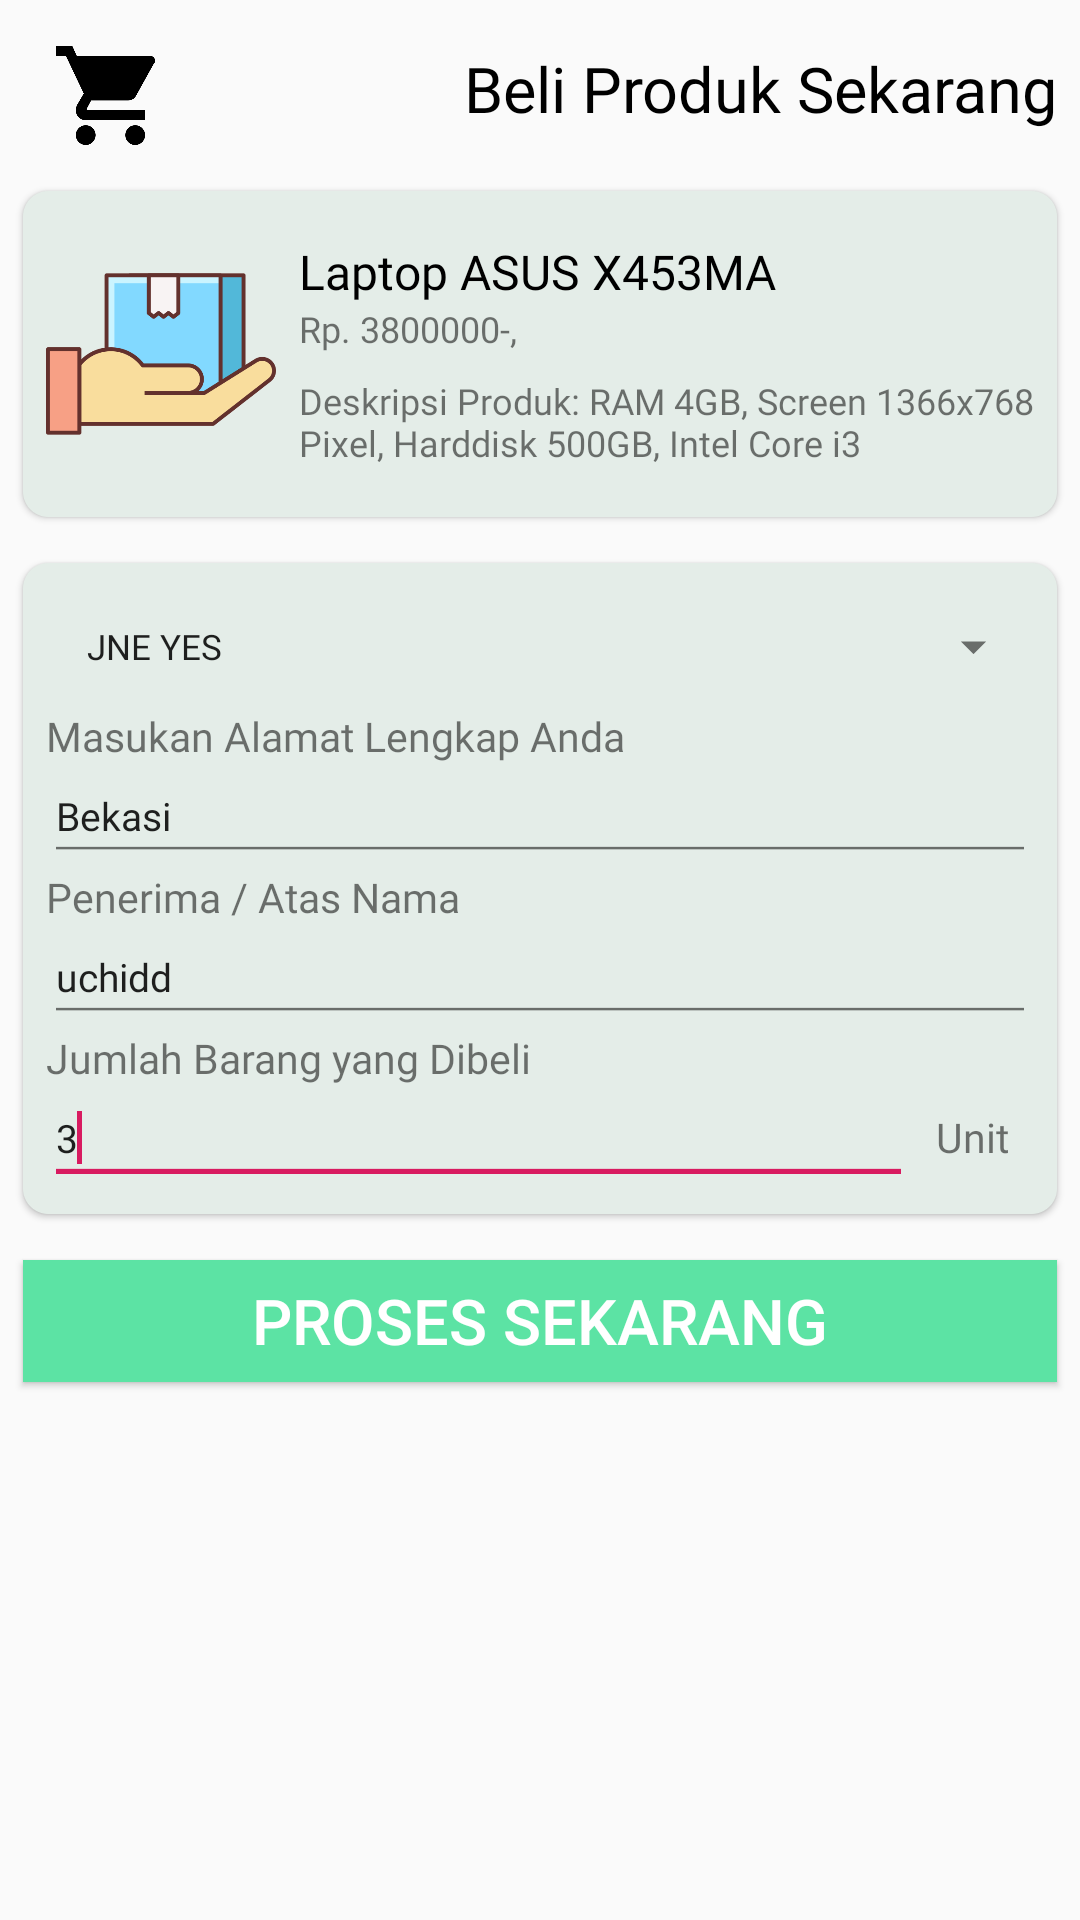 Beli Produk Sekarang
Laptop ASUS X453MA
Rp. 3800000-,
Deskripsi Produk: RAM 4GB, Screen 1366x768
Pixel, Harddisk 500GB, Intel Core i3
JNE YES
Masukan Alamat Lengkap Anda
Bekasi
Penerima / Atas Nama
uchidd
Jumlah Barang yang Dibeli
3 Unit
PROSES SEKARANG